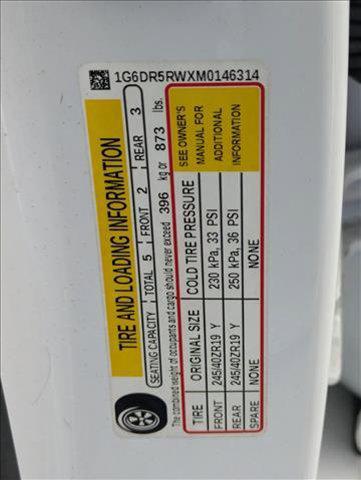 1G6DR5RWXM0146314
TIRE AND LOADING INFORMATION
SEATING CAPACITY TOTAL 5 FRONT 2 REAR 3
The combined weight of occupants and cargo should never exceed 396 kg or 873 lbs.
TIRE ORIGINAL SIZE COLD TIRE PRESSURE SEE OWNER'S
FRONT 245/40ZR19 Y 230 kPa, 33 PSI MANUAL FOR
REAR 245/40ZR19 Y 250 kPa, 36 PSI ADDITIONAL
SPARE NONE NONE INFORMATION